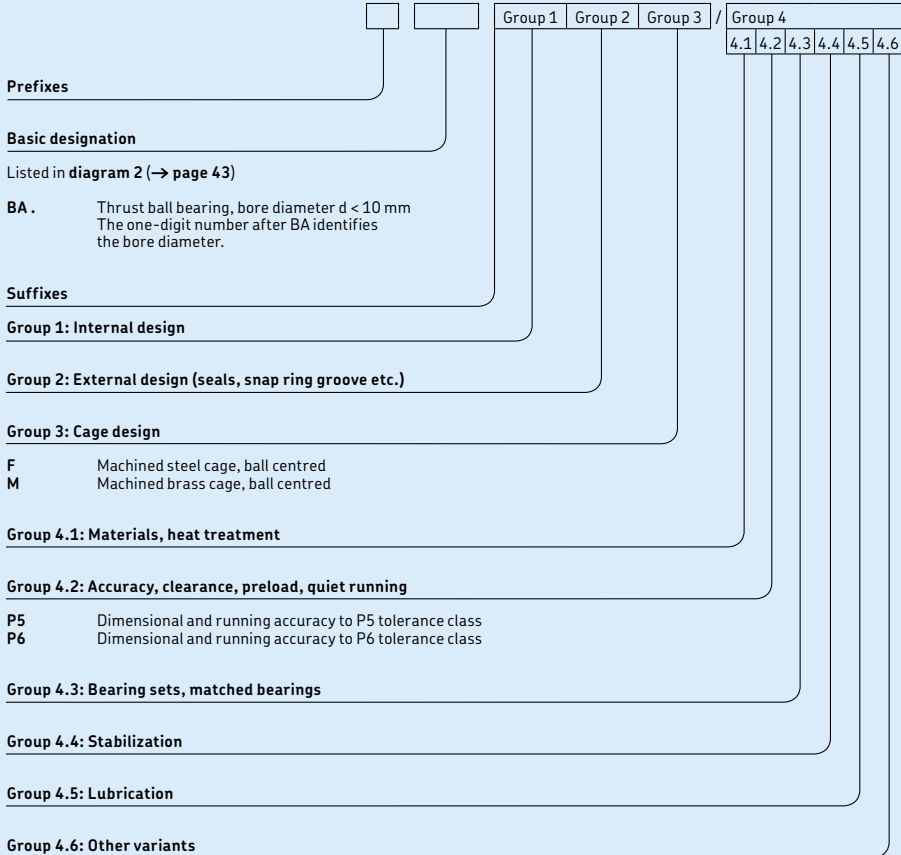 Group 1 Group 2 Group 3 / Group 4
4.1 4.2 4.3 4.4 4.5 4.6
Prefixes
Basic designation
Listed in diagram 2 (→ page 43)
BA . Thrust ball bearing, bore diameter d < 10 mm
The one-digit number after BA identifies
the bore diameter.
Suffixes
Group 1: Internal design
Group 2: External design (seals, snap ring groove etc.)
Group 3: Cage design
F Machined steel cage, ball centred
M Machined brass cage, ball centred
Group 4.1: Materials, heat treatment
Group 4.2: Accuracy, clearance, preload, quiet running
P5 Dimensional and running accuracy to P5 tolerance class
P6 Dimensional and running accuracy to P6 tolerance class
Group 4.3: Bearing sets, matched bearings
Group 4.4: Stabilization
Group 4.5: Lubrication
Group 4.6: Other variants